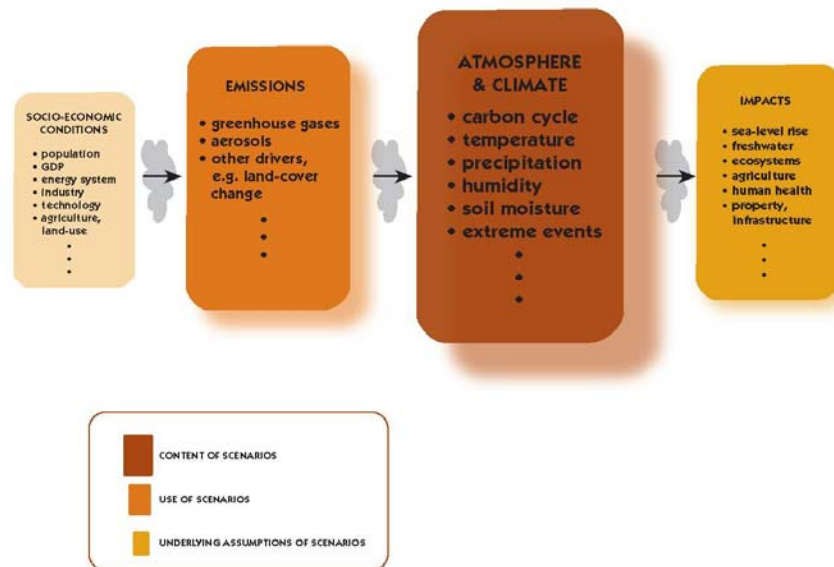 SOCIO-ECONOMIC
CONDITIONS
• population
• GDP
• energy system
• industry
• technology
• agriculture,
land-use
EMISSIONS
• greenhouse gases
• aerosols
• other drivers,
e.g. land-cover
change
ATMOSPHERE
& CLIMATE
• carbon cycle
• temperature
• precipitation
• humidity
• soil moisture
• extreme events
IMPACTS
• sea-level rise
• freshwater
• ecosystems
• agriculture
• human health
• property,
infrastructure
CONTENT OF SCENARIOS
USE OF SCENARIOS
UNDERLYING ASSUMPTIONS OF SCENARIOS